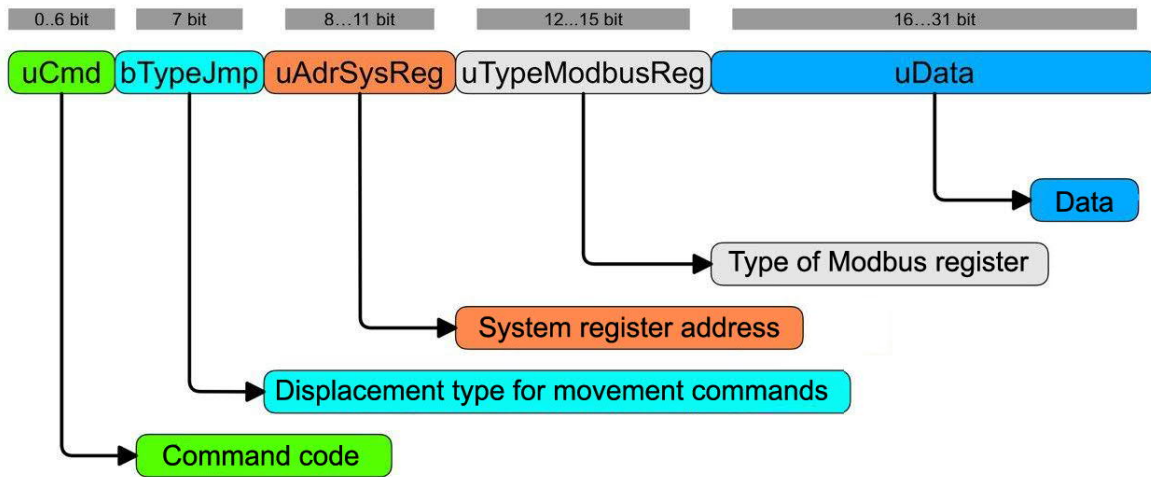 0..6 bit 7 bit 8…11 bit 12...15 bit 16…31 bit
uCmd bTypeJmp uAdrSysReg uTypeModbusReg uData
Data
Type of Modbus register
System register address
Displacement type for movement commands
Command code